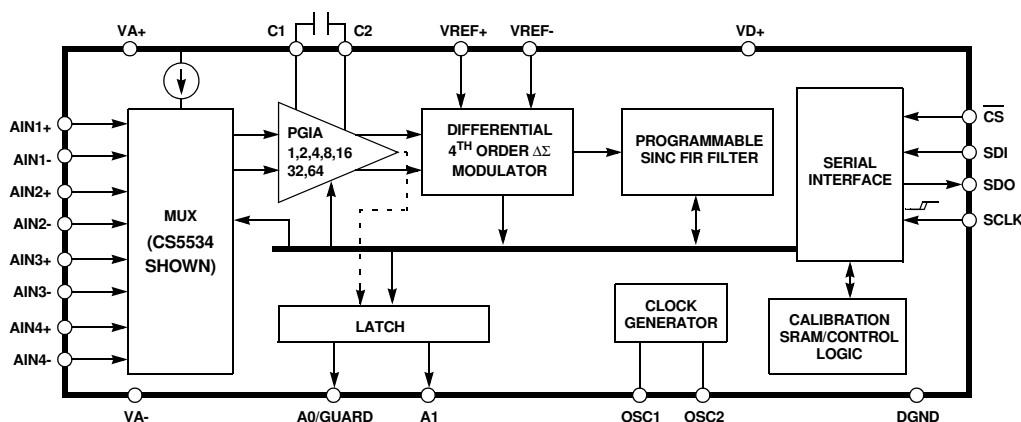 VA+
C1
C2
VREF+
VREF-
VD+
AIN1+
AIN1-
AIN2+
AIN2-
AIN3+
AIN3-
AIN4+
AIN4-
MUX
(CS5534
SHOWN)
PGIA
1,2,4,8,16
32,64
DIFFERENTIAL
4TH ORDER ΔΣ
MODULATOR
PROGRAMMABLE
SINC FIR FILTER
SERIAL
INTERFACE
CS
SDI
SDO
SCLK
LATCH
CLOCK
GENERATOR
CALIBRATION
SRAM/CONTROL
LOGIC
VA-
A0/GUARD
A1
OSC1
OSC2
DGND